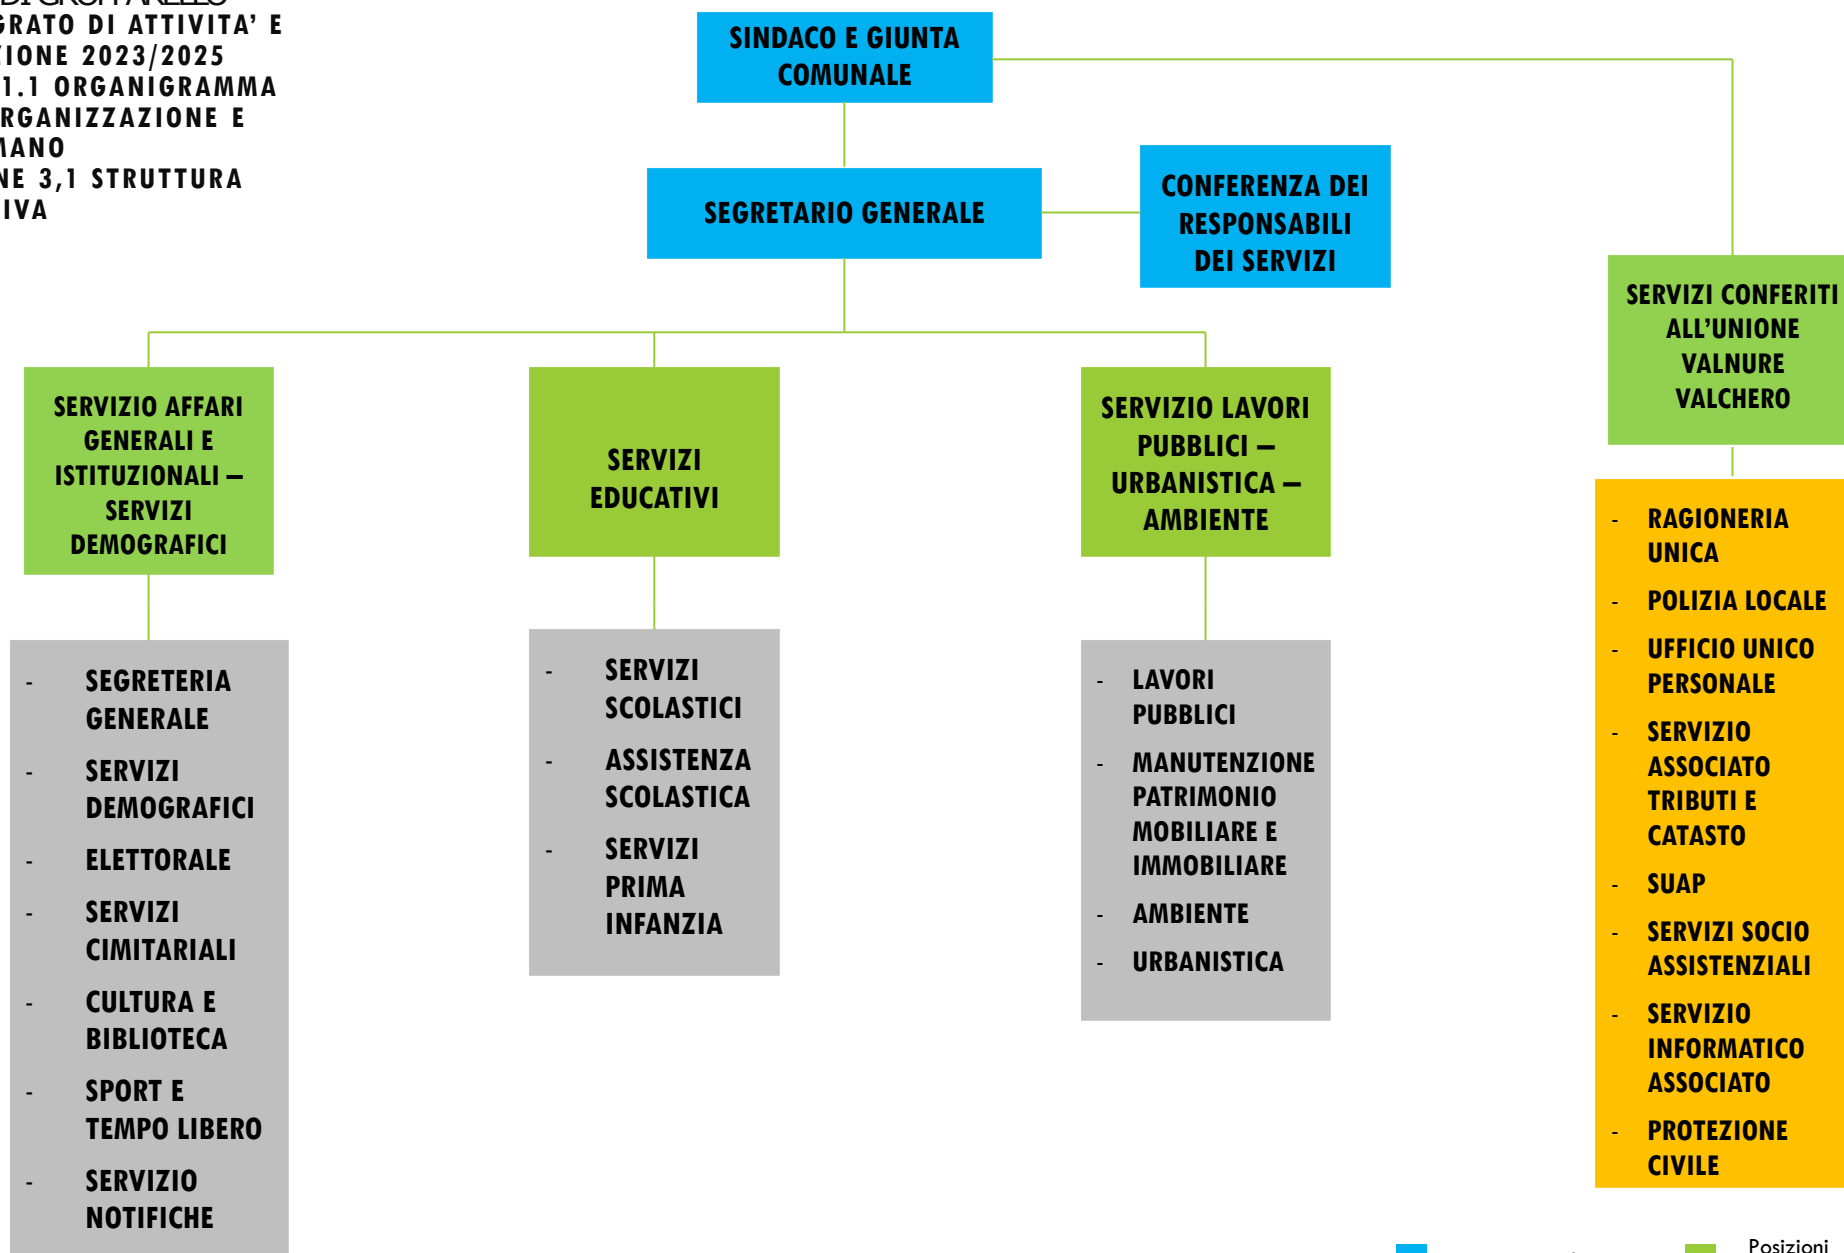 GRATO DI ATTIVITA' E
ZIONE 2023/2025
1.1 ORGANIGRAMMA
RGANIZZAZIONE E
MANO
NE 3,1 STRUTTURA
IVA
SINDACO E GIUNTA
COMUNALE
SEGRETARIO GENERALE
CONFERENZA DEI
RESPONSABILI
DEI SERVIZI
SERVIZI CONFERITI
ALL'UNIONE
VALNURE
VALCHERO
SERVIZIO AFFARI
GENERALI E
ISTITUZIONALI –
SERVIZI
DEMOGRAFICI
SERVIZI
EDUCATIVI
SERVIZIO LAVORI
PUBBLICI –
URBANISTICA –
AMBIENTE
- SEGRETERIA
GENERALE
- SERVIZI
DEMOGRAFICI
- ELETTORALE
- SERVIZI
CIMITARIALI
- CULTURA E
BIBLIOTECA
- SPORT E
TEMPO LIBERO
- SERVIZIO
NOTIFICHE
- SERVIZI
SCOLASTICI
- ASSISTENZA
SCOLASTICA
- SERVIZI
PRIMA
INFANZIA
- LAVORI
PUBBLICI
- MANUTENZIONE
PATRIMONIO
MOBILIARE E
IMMOBILIARE
- AMBIENTE
- URBANISTICA
- RAGIONERIA
UNICA
- POLIZIA LOCALE
- UFFICIO UNICO
PERSONALE
- SERVIZIO
ASSOCIATO
TRIBUTI E
CATASTO
- SUAP
- SERVIZI SOCIO
ASSISTENZIALI
- SERVIZIO
INFORMATICO
ASSOCIATO
- PROTEZIONE
CIVILE
Posizioni